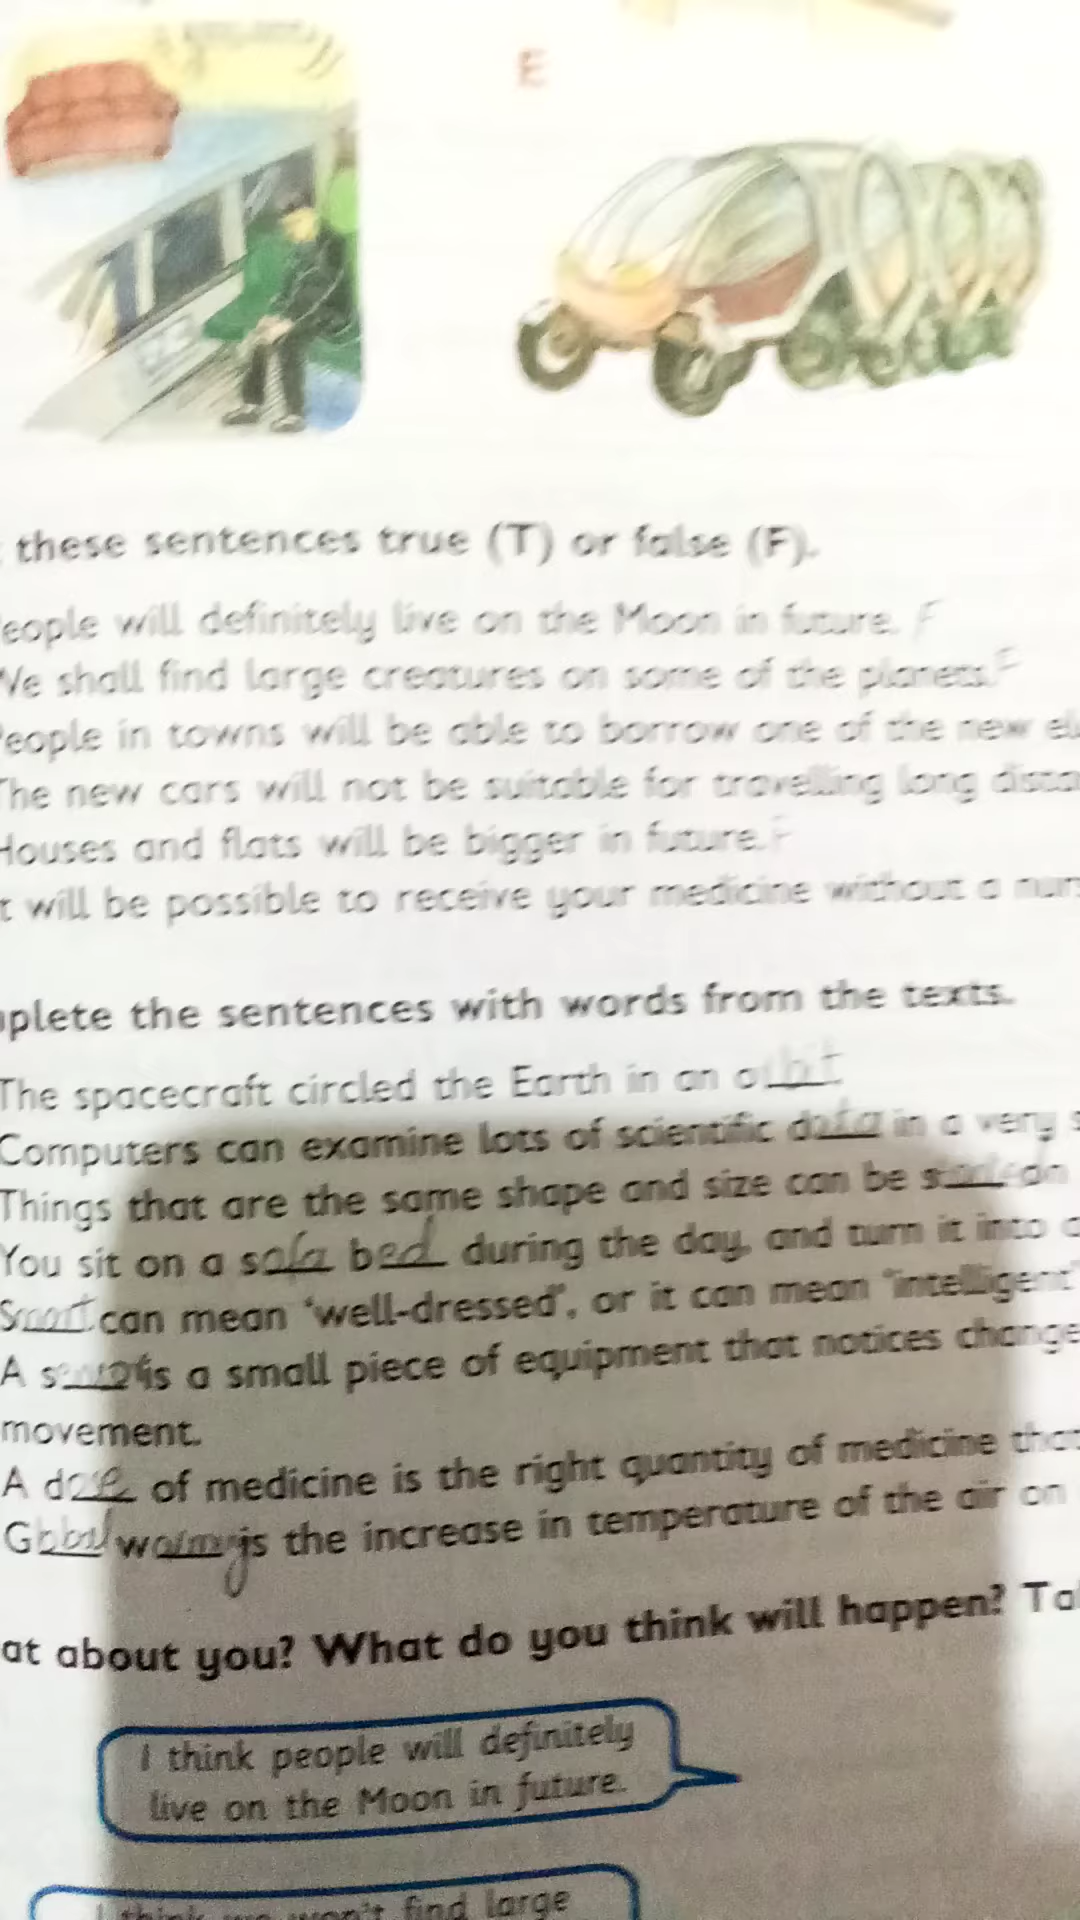 E
these sentences true (T) or false (F).
eople will definitely live on the Moon in future. F
We shall find large creatures on some of the planets. F
People in towns will be able to borrow one of the new
The new cars will not be suitable for travelling long
Houses and flats will be bigger in future. F
t will be possible to receive your medicine without a
plete the sentences with words from the texts.
The spacecraft circled the Earth in an orbit.
Computers can examine lots of scientific data in a very
Things that are the same shape and size can be
You sit on a sofa bed during the day, and turn it into a
Smart can mean 'well-dressed', or it can mean "intelligent"
A is a small piece of equipment that notices change
movement.
A dose of medicine is the right quantity of medicine that
Global is the increase in temperature of the air on
at about you? What do you think will happen? Tal
I think people will definitely
live on the Moon in future.
I think we won't find large